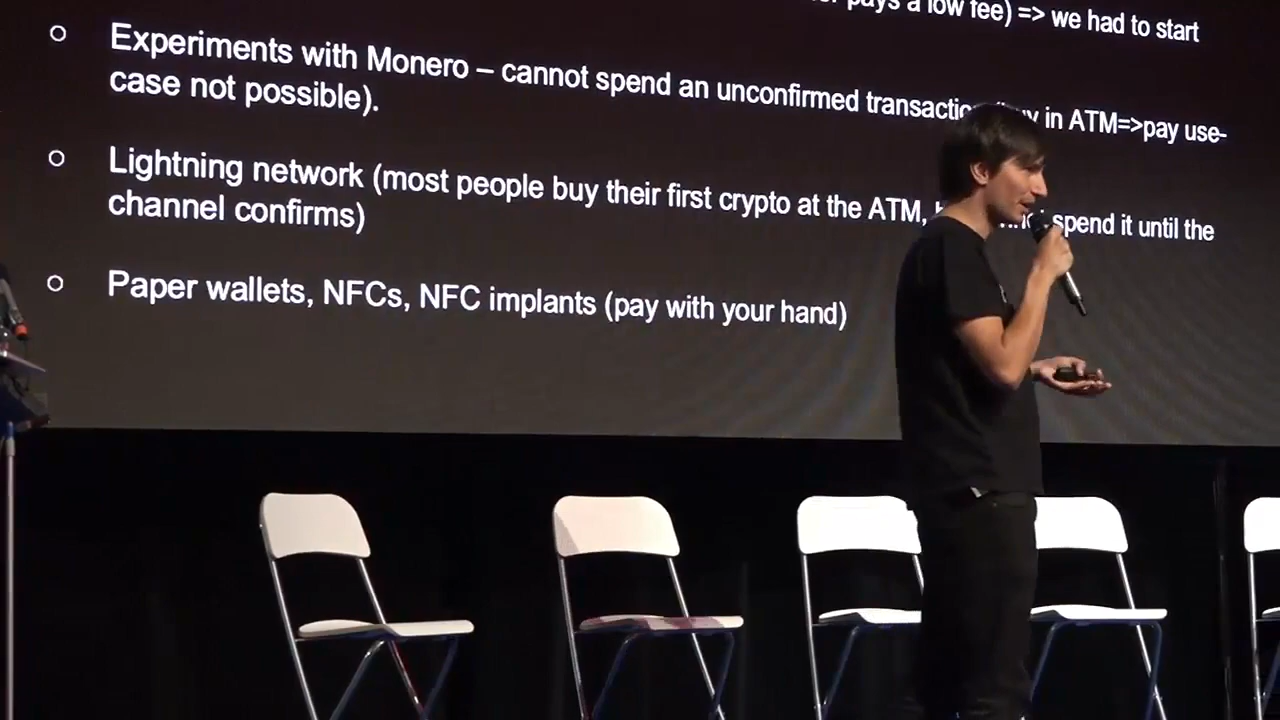 pays a low fee) => we had to start
Experiments with Monero – cannot spend an unconfirmed in ATM=>pay use-
case not possible).
Lightning network (most people buy their first crypto at the ATM, spend it until the
channel confirms)
Paper wallets, NFCs, NFC implants (pay with your hand)